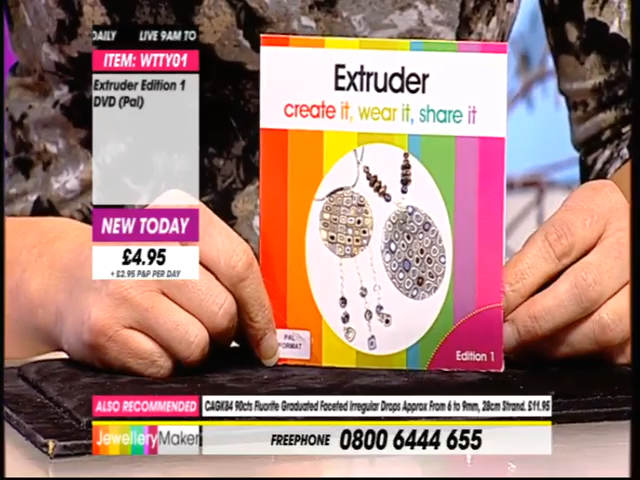 DAILY LIVE 9AM TO
ITEM: WTTY01
Extruder Edition 1
DVD (Pal)
NEW TODAY
£4.95
+ £2.95 P&P PER DAY
Extruder
create it, wear it, share it
PAL
FORMAT
Edition 1
ALSO RECOMMENDED CAGK84 90cts Fluorite Graduated Faceted Irregular Drops Approx From 6 to 9mm, 28cm Strand. £11.95
JewelleryMaker FREEPHONE 0800 6444 655